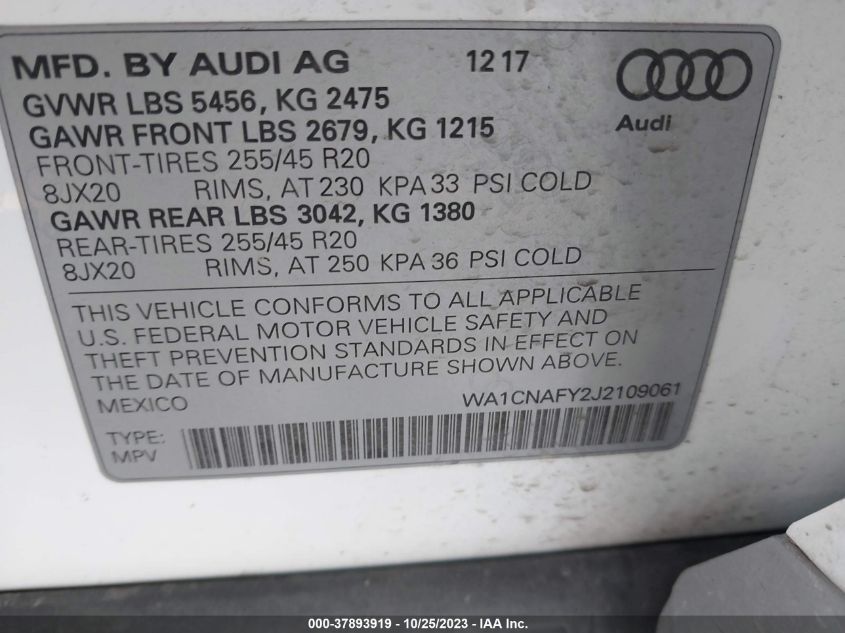 MFD. BY AUDI AG 12 17
GVWR LBS 5456, KG 2475
GAWR FRONT LBS 2679, KG 1215
Audi
FRONT-TIRES 255/45 R20
8JX20 RIMS, AT 230 KPA 33 PSI COLD
GAWR REAR LBS 3042, KG 1380
REAR-TIRES 255/45 R20
8JX20 RIMS, AT 250 KPA 36 PSI COLD
THIS VEHICLE CONFORMS TO ALL APPLICABLE
U.S. FEDERAL MOTOR VEHICLE SAFETY AND
THEFT PREVENTION STANDARDS IN EFFECT ON
THE DATE OF MANUFACTURE SHOWN ABOVE.
MEXICO WA1CNAFY2J2109061
TYPE:
MPV
000-37893919 - 10/25/2023 - IAA Inc.